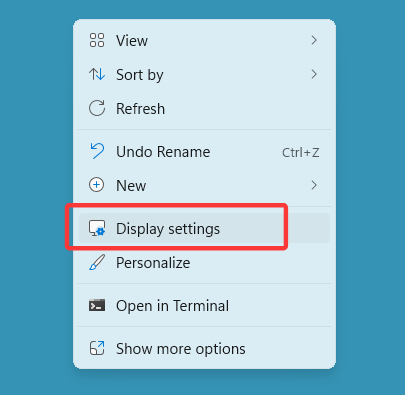 View
Sort by
Refresh
Undo Rename Ctrl+Z
New
Display settings
Personalize
Open in Terminal
Show more options